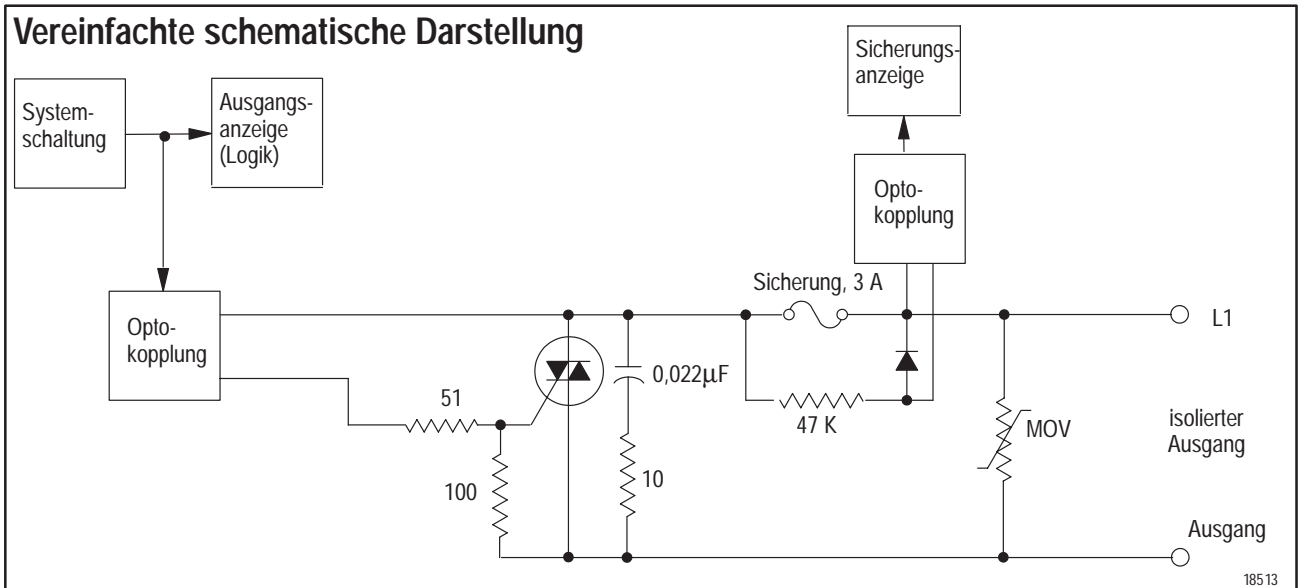 Vereinfachte schematische Darstellung
Sicherungs-
anzeige
System-
schaltung
Ausgangs-
anzeige
(Logik)
Opto-
kopplung
Sicherung, 3 A
Opto-
kopplung
L1
0,022µF
51
47 K
MOV
isolierter
Ausgang
100
10
Ausgang
18513